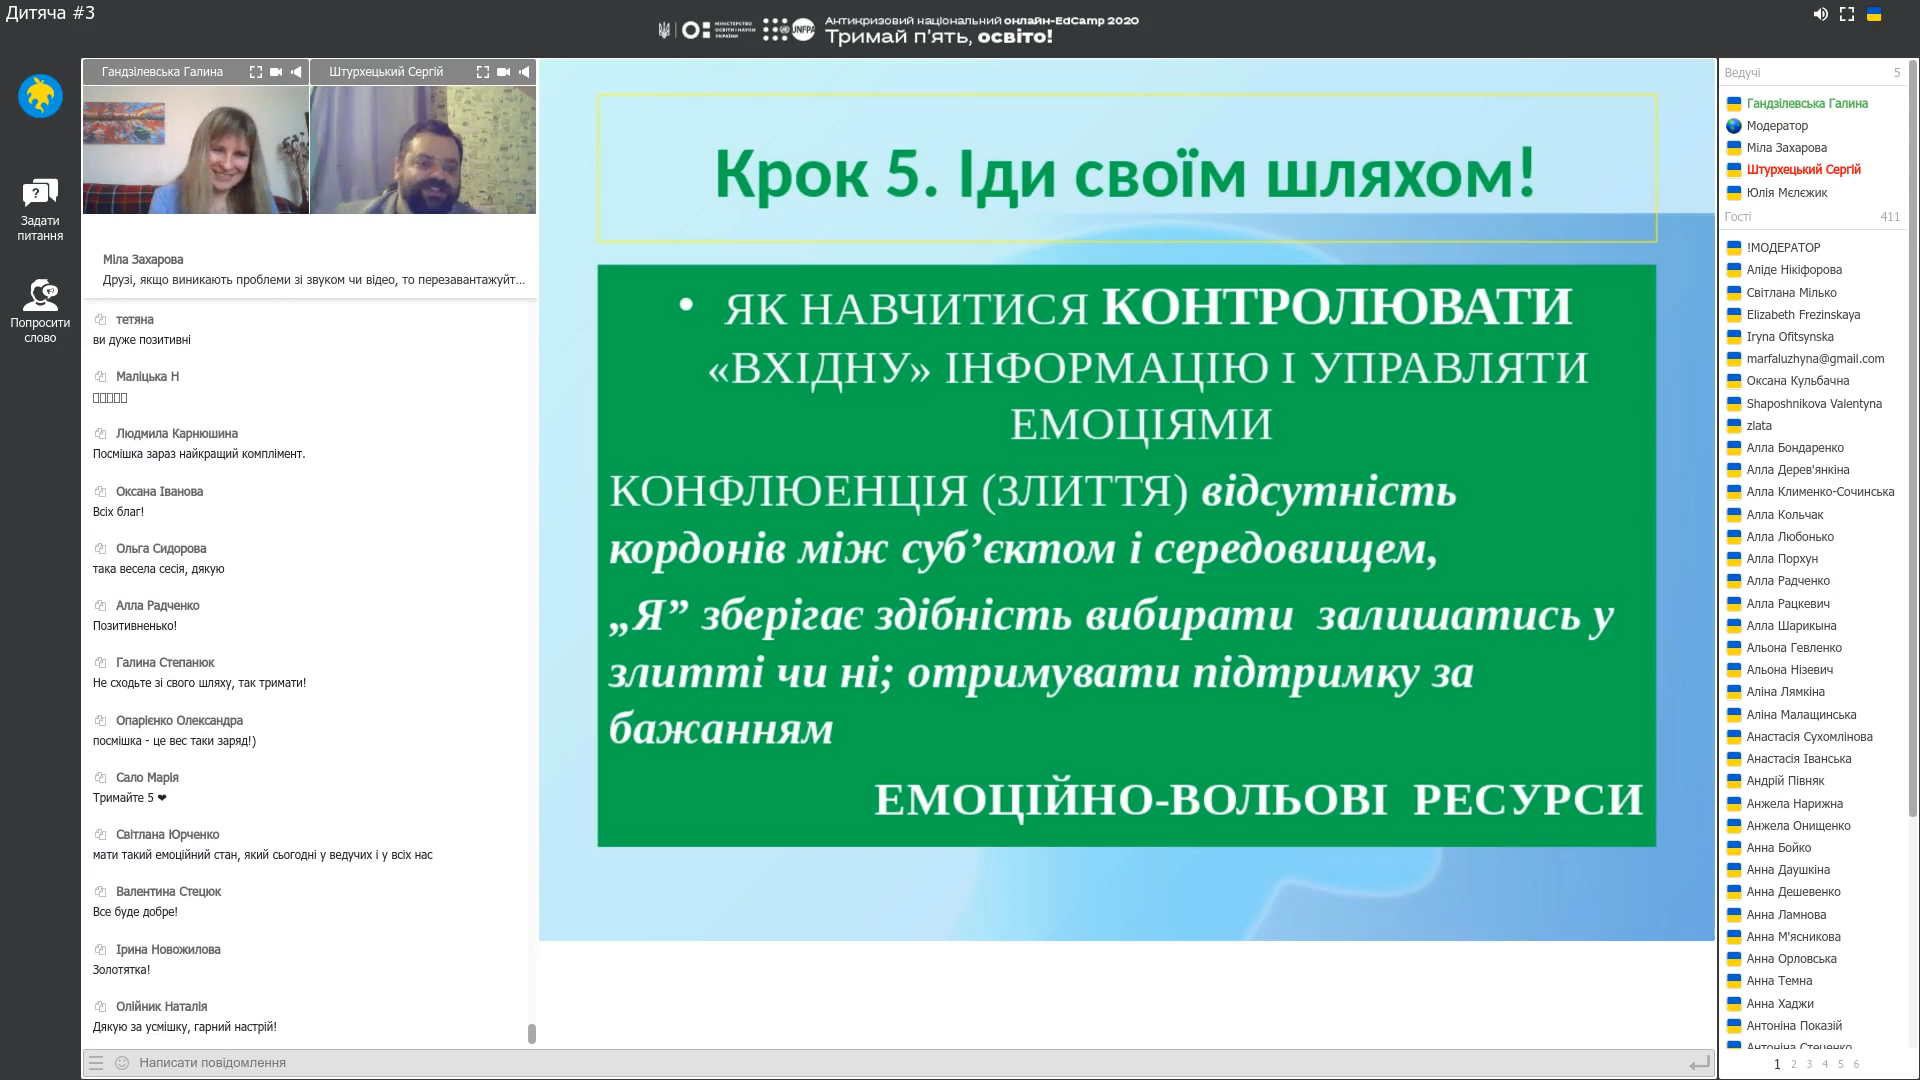 Дитяча #3
МІНІСТЕРСТВО
ОСВІТИ І НАУКИ
УКРАЇНИ
UNFPA
Антикризовий національний онлайн-EdCamp 2020
Тримай п'ять, освіто!
Задати
питання
Попросити
слово
Гандзілевська Галина
Штурхецький Сергій
Міла Захарова
Друзі, якщо виникають проблеми зі звуком чи відео, то перезавантажуйт...
тетяна
ви дуже позитивні
Маліцька Н
Людмила Карнюшина
Посмішка зараз найкращий комплімент.
Оксана Іванова
Всіх благ!
Ольга Сидорова
така весела сесія, дякую
Алла Радченко
Позитивненько!
Галина Степанюк
Не сходьте зі свого шляху, так тримати!
Опарієнко Олександра
посмішка - це вес таки заряд!)
Сало Марія
Тримайте 5 ❤
Світлана Юрченко
мати такий емоційний стан, який сьогодні у ведучих і у всіх нас
Валентина Стецюк
Все буде добре!
Ірина Новожилова
Золотятка!
Олійник Наталія
Дякую за усмішку, гарний настрій!
Написати повідомлення
Крок 5. Іди своїм шляхом!
• ЯК НАВЧИТИСЯ КОНТРОЛЮВАТИ
«ВХІДНУ» ІНФОРМАЦІЮ І УПРАВЛЯТИ
ЕМОЦІЯМИ
КОНФЛЮЕНЦІЯ (ЗЛИТТЯ) відсутність
кордонів між суб’єктом і середовищем,
„Я” зберігає здібність вибирати залишатись у
злитті чи ні; отримувати підтримку за
бажанням
ЕМОЦІЙНО-ВОЛЬОВІ РЕСУРСИ
Ведучі 5
Гандзілевська Галина
Модератор
Міла Захарова
Штурхецький Сергій
Юлія Мєлєжик
Гості 411
!МОДЕРАТОР
Аліде Нікіфорова
Світлана Мілько
Elizabeth Frezinskaya
Iryna Ofitsynska
marfaluzhyna@gmail.com
Оксана Кульбачна
Shaposhnikova Valentyna
zlata
Алла Бондаренко
Алла Дерев'янкіна
Алла Клименко-Сочинська
Алла Кольчак
Алла Любонько
Алла Порхун
Алла Радченко
Алла Рацкевич
Алла Шарикына
Альона Гевленко
Альона Нізевич
Аліна Лямкіна
Аліна Малащинська
Анастасія Сухомлінова
Анастасія Іванська
Андрій Півняк
Анжела Нарижна
Анжела Онищенко
Анна Бойко
Анна Даушкіна
Анна Дешевенко
Анна Ламнова
Анна М'ясникова
Анна Орловська
Анна Темна
Анна Хаджи
Антоніна Показій
Антоніна Стеценко
1 2 3 4 5 6